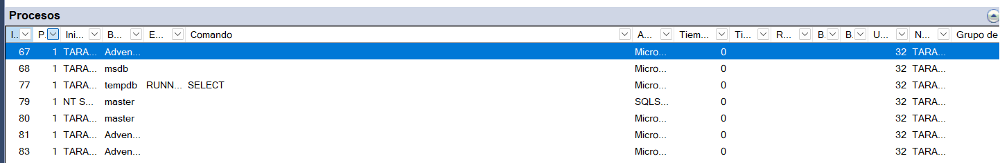 Procesos
I... P... Ini... B... E... Comando A... Tiem... Ti... R... B... B... U... N... Grupo de
67 1 TARA... Adven... Micro... 0 32 TARA...
68 1 TARA... msdb Micro... 0 32 TARA...
77 1 TARA... tempdb RUNN... SELECT Micro... 0 32 TARA...
79 1 NT S... master SQLS... 0 32 TARA...
80 1 TARA... master Micro... 0 32 TARA...
81 1 TARA... Adven... Micro... 0 32 TARA...
83 1 TARA... Adven... Micro... 0 32 TARA...